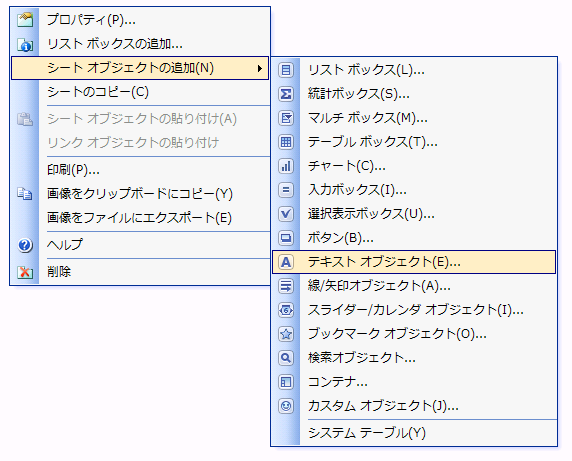 プロパティ(P)...
リスト ボックスの追加...
シート オブジェクトの追加(N)
シートのコピー(C)
シート オブジェクトの貼り付け(A)
リンク オブジェクトの貼り付け
印刷(P)...
画像をクリップボードにコピー(Y)
画像をファイルにエクスポート(E)
ヘルプ
削除
リスト ボックス(L)...
統計ボックス(S)...
マルチ ボックス(M)...
テーブル ボックス(T)...
チャート(C)...
入力ボックス(I)...
選択表示ボックス(U)...
ボタン(B)...
テキスト オブジェクト(E)...
線/矢印オブジェクト(A)...
スライダー/カレンダ オブジェクト(I)...
ブックマーク オブジェクト(O)...
検索オブジェクト...
コンテナ...
カスタム オブジェクト(J)...
システム テーブル(Y)